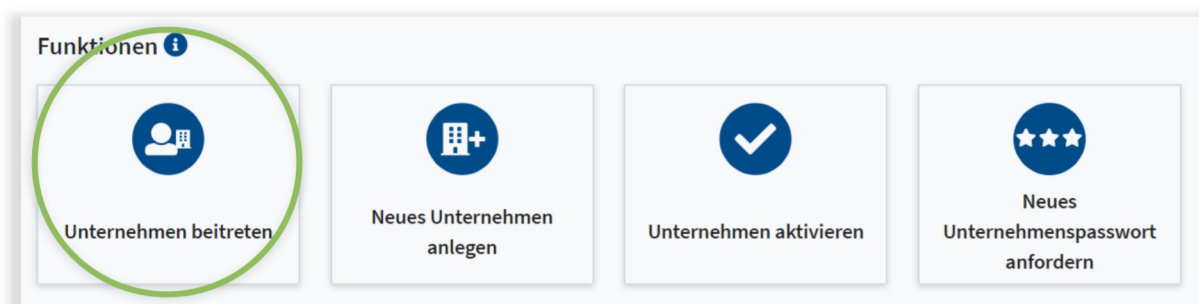 Funktionen
Unternehmen beitreten
Neues Unternehmen
anlegen
Unternehmen aktivieren
Neues
Unternehmenspasswort
anfordern